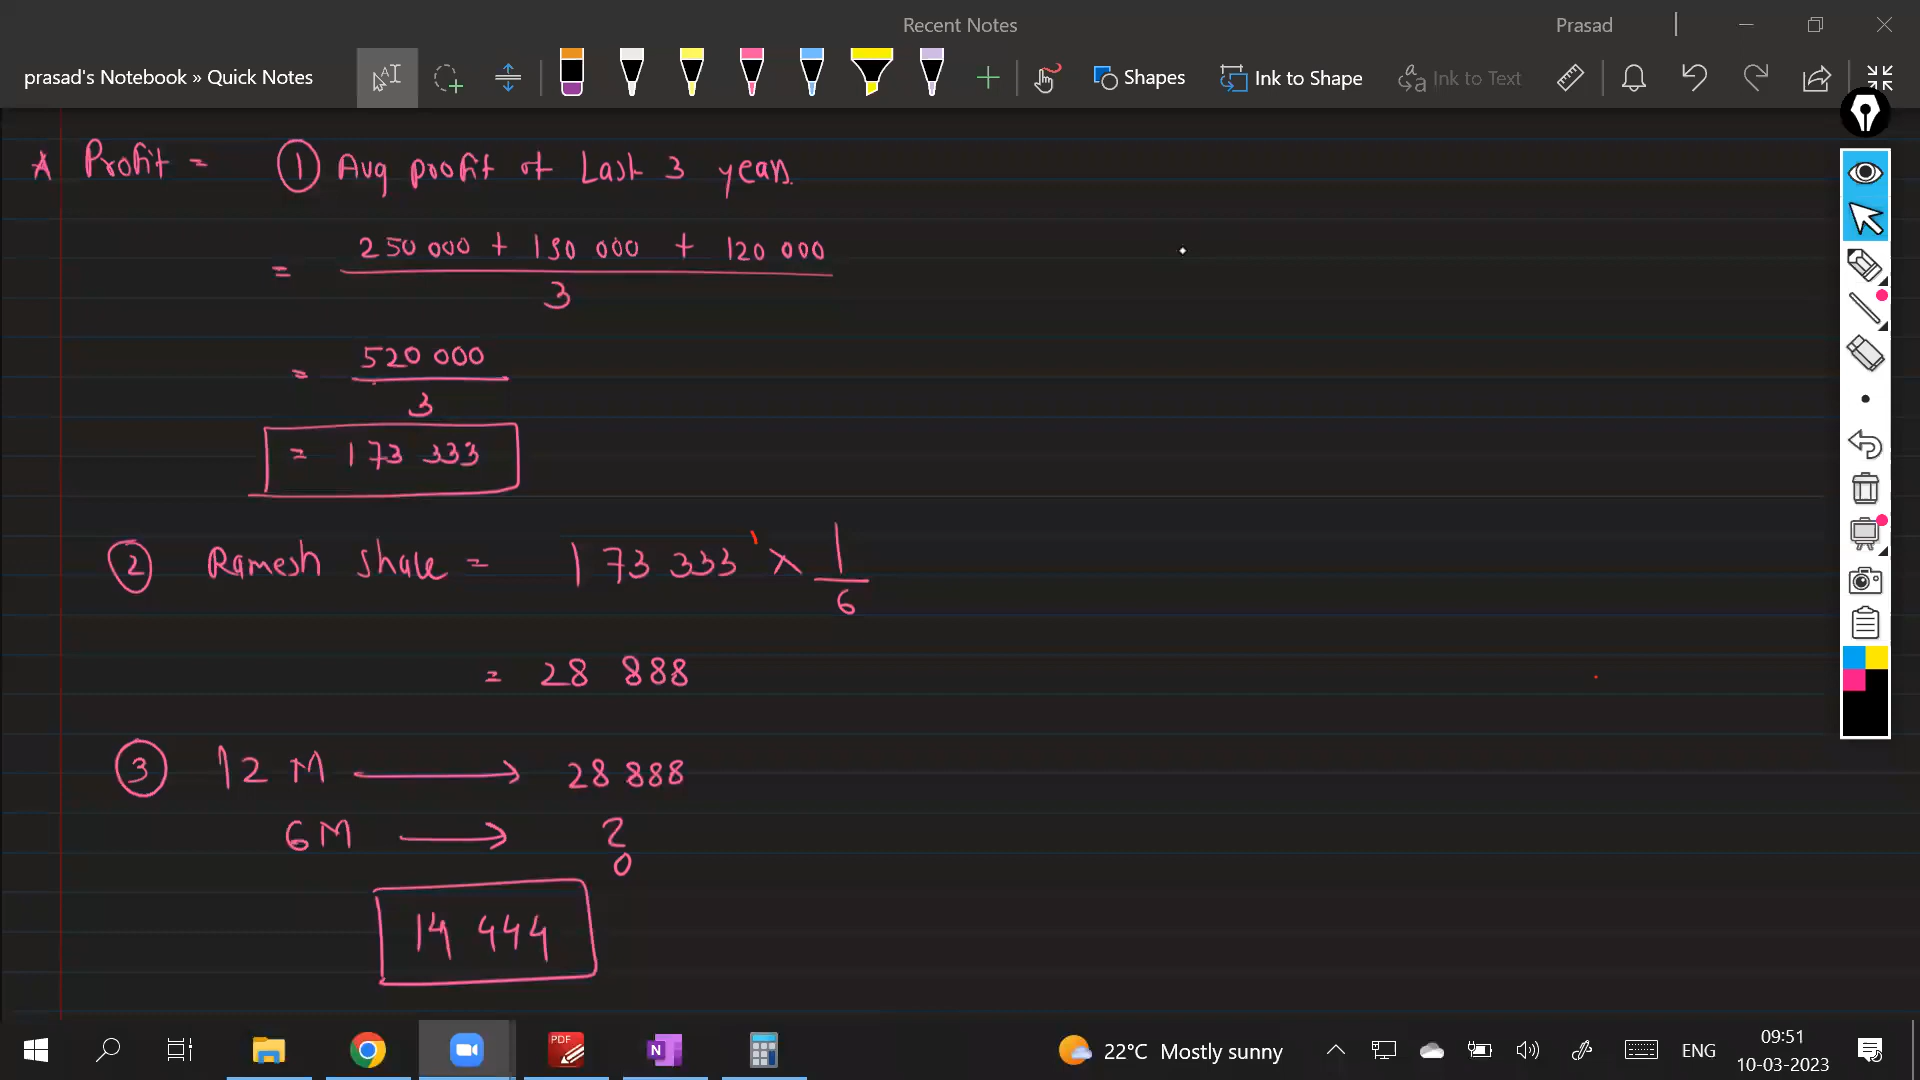 Recent Notes
Prasad
prasad's Notebook » Quick Notes
Shapes
Ink to Shape
Ink to Text
Profit = ① Avg profit of Last 3 years.
= 250 000 + 150 000 + 120 000
3
= 520 000
3
= 173 333
② Ramesh Share = 173 333 × 1
6
= 28 888
③ 12 M → 28 888
6 M → ?
14 444
PDF
N
22°C Mostly sunny
ENG
09:51
10-03-2023